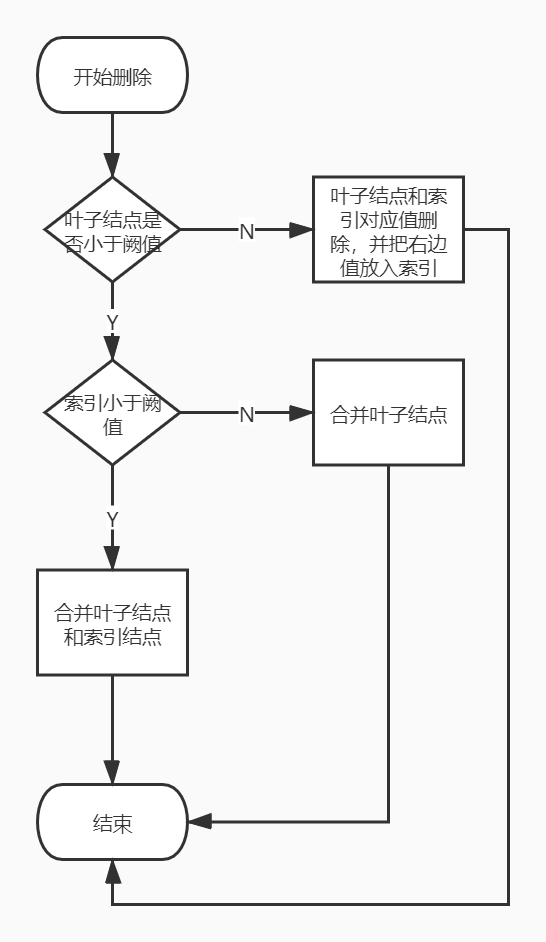 开始删除
叶子结点是
否小于阙值
N
叶子结点和索
引对应值删
除，并把右边
值放入索引
Y
索引小于阙
值
N
合并叶子结点
Y
合并叶子结点
和索引结点
结束